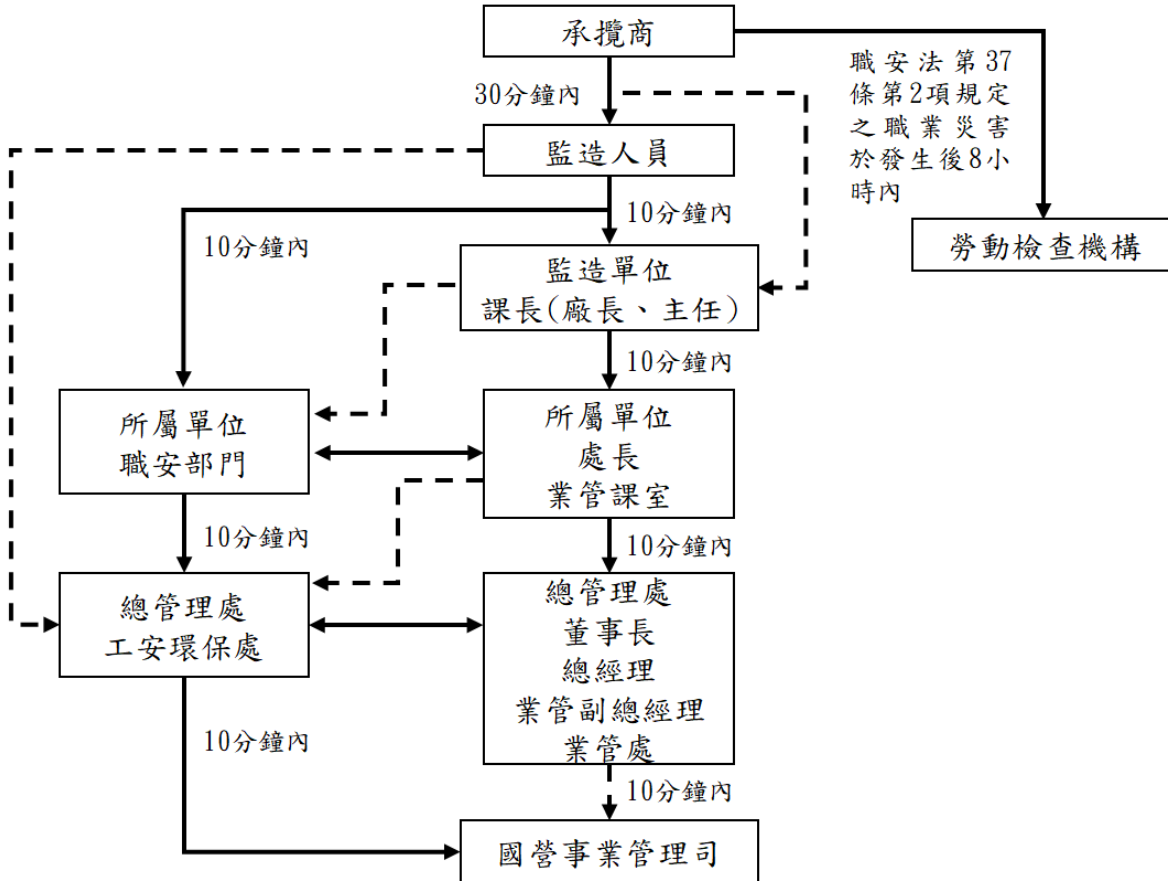 承攬商
職安法第37
條第2項規定
之職業災害
於發生後8小
時內
30分鐘內
監造人員
10分鐘內
10分鐘內
勞動檢查機構
監造單位
課長(廠長、主任)
10分鐘內
所屬單位
職安部門
所屬單位
處長
業管課室
10分鐘內
10分鐘內
總管理處
工安環保處
總管理處
董事長
總經理
業管副總經理
業管處
10分鐘內
10分鐘內
國營事業管理司